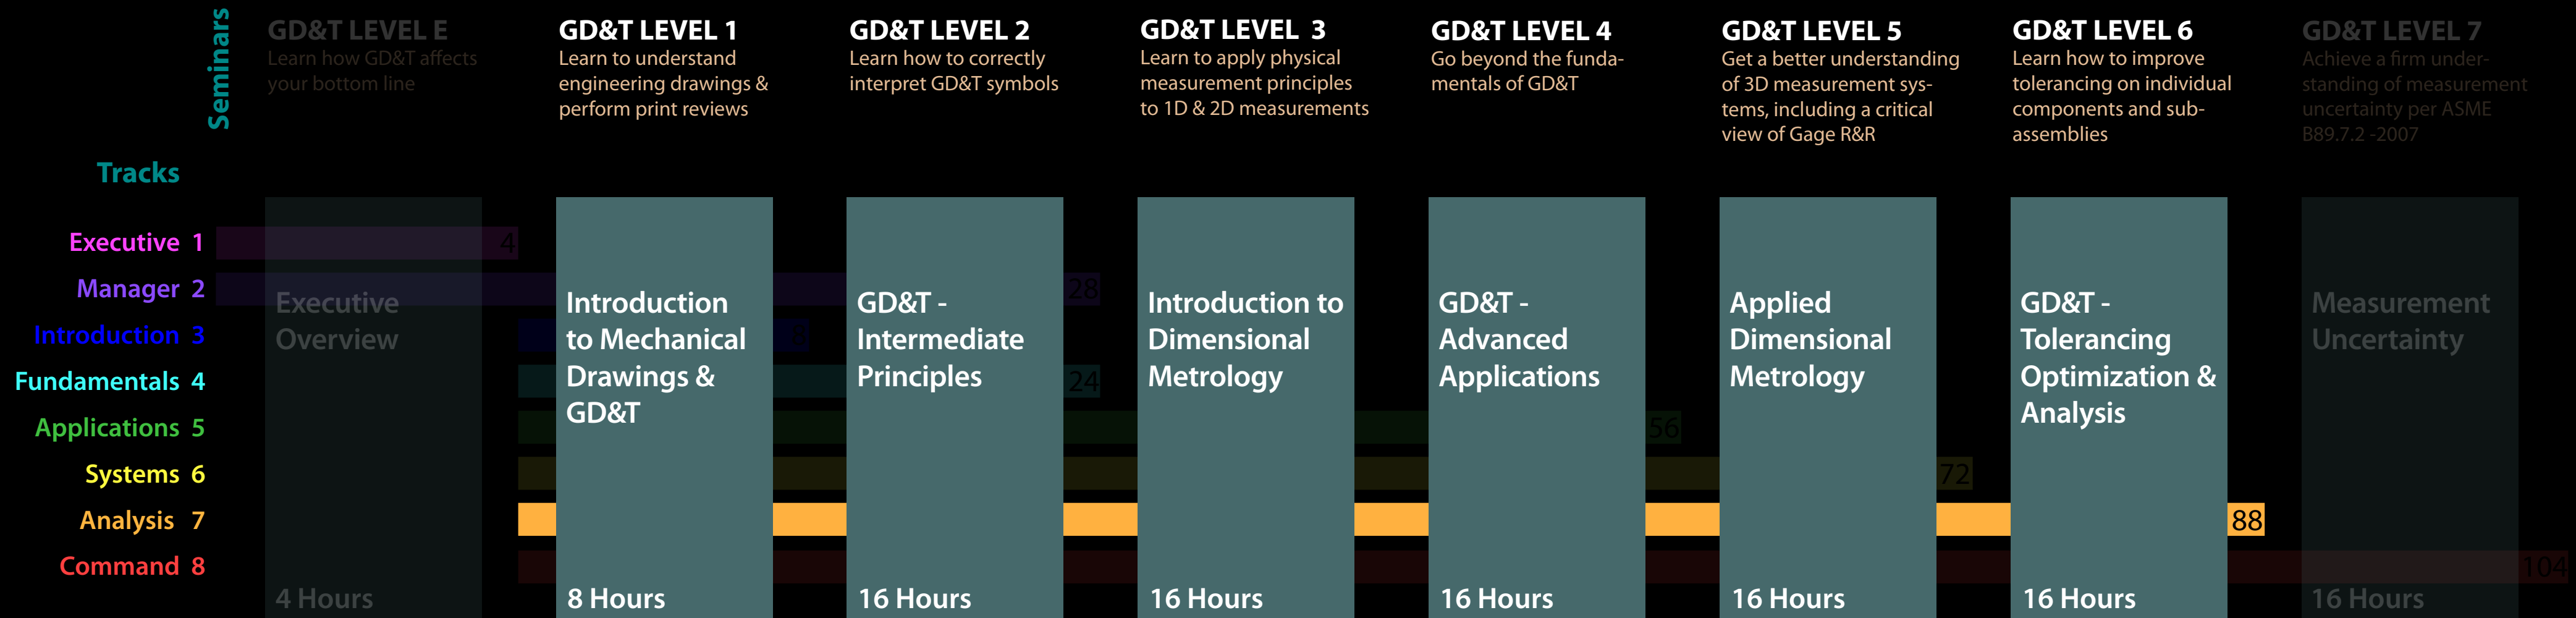 Seminars
GD&T LEVEL E
Learn how GD&T affects
your bottom line
GD&T LEVEL 1
Learn to understand
engineering drawings &
perform print reviews
GD&T LEVEL 2
Learn how to correctly
interpret GD&T symbols
GD&T LEVEL 3
Learn to apply physical
measurement principles
to 1D & 2D measurements
GD&T LEVEL 4
Go beyond the funda-
mentals of GD&T
GD&T LEVEL 5
Get a better understanding
of 3D measurement sys-
tems, including a critical
view of Gage R&R
GD&T LEVEL 6
Learn how to improve
tolerancing on individual
components and sub-
assemblies
GD&T LEVEL 7
Achieve a firm under-
standing of measurement
uncertainty per ASME
B89.7.2 -2007
Tracks
Executive 1
Manager 2
Introduction 3
Fundamentals 4
Applications 5
Systems 6
Analysis 7
Command 8
4
28
8
24
56
72
88
104
Executive
Overview
4 Hours
Introduction
to Mechanical
Drawings &
GD&T
8 Hours
GD&T -
Intermediate
Principles
16 Hours
Introduction to
Dimensional
Metrology
16 Hours
GD&T -
Advanced
Applications
16 Hours
Applied
Dimensional
Metrology
16 Hours
GD&T -
Tolerancing
Optimization &
Analysis
16 Hours
Measurement
Uncertainty
16 Hours